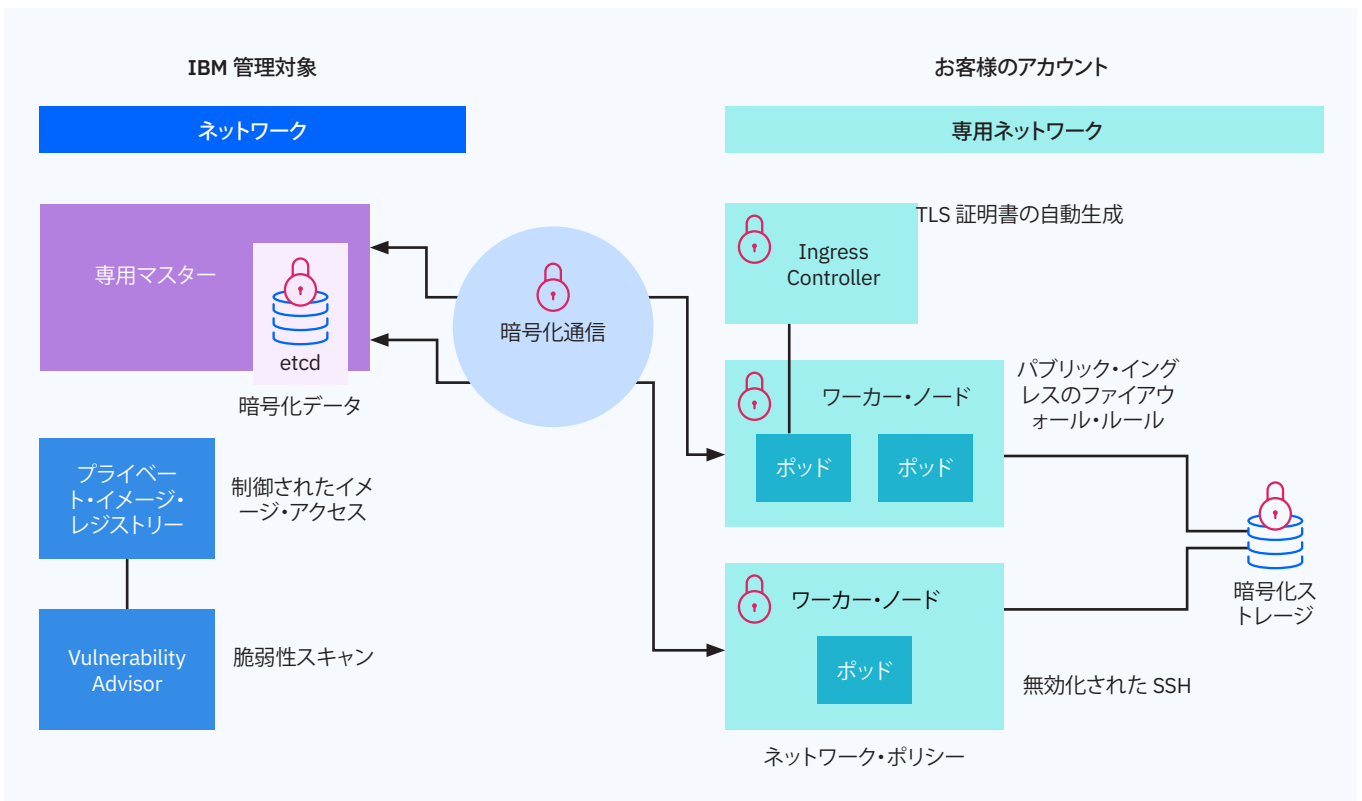 IBM 管理対象
ネットワーク
専用マスター
etcd
暗号化データ
プライベー
ト・イメージ・
レジストリー
制御されたイメ
ージ・アクセス
Vulnerability
Advisor
脆弱性スキャン
暗号化通信
お客様のアカウント
専用ネットワーク
TLS 証明書の自動生成
Ingress
Controller
ワーカー・ノード
ポッド
ポッド
パブリック・イング
レスのファイアウ
ォール・ルール
ワーカー・ノード
ポッド
無効化された SSH
ネットワーク・ポリシー
暗号化ス
トレージ